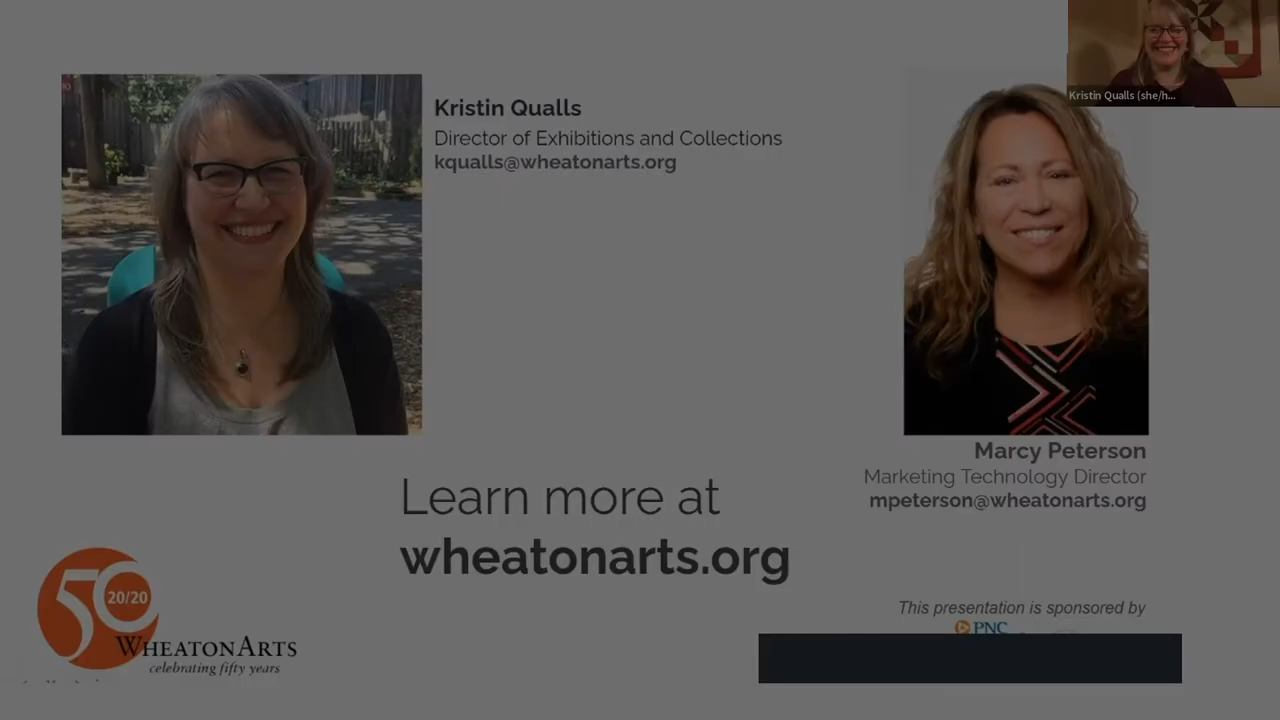 Kristin Qualls (she/h...
Kristin Qualls
Director of Exhibitions and Collections
kqualls@wheatonarts.org
Marcy Peterson
Marketing Technology Director
mpeterson@wheatonarts.org
Learn more at
wheatonarts.org
50
20/20
WHEATONARTS
celebrating fifty years
This presentation is sponsored by
PNC